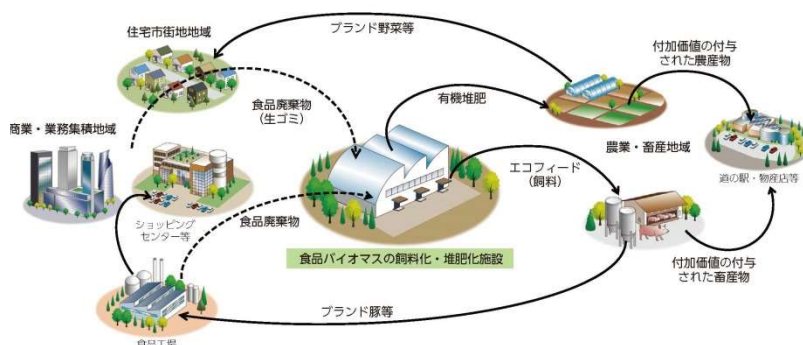 住宅市街地地域
ブランド野菜等
付加価値の付与
された農産物
食品廃棄物
(生ゴミ)
有機堆肥
商業・業務集積地域
農業・畜産地域
エコフィード
(飼料)
道の駅・物産店等
ショッピング
センター等
食品廃棄物
食品バイオマスの飼料化・堆肥化施設
付加価値の付与
された畜産物
ブランド豚等
食品工場